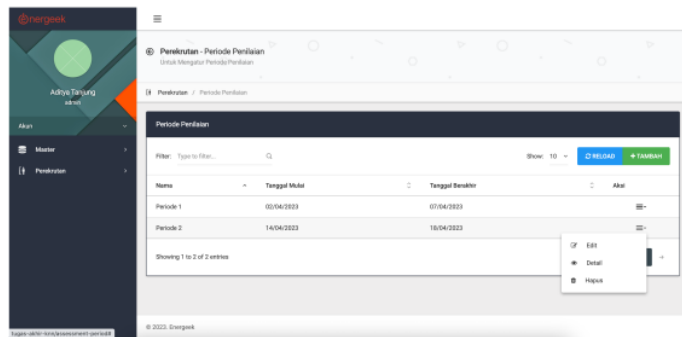 energeek
Perekrutan - Periode Penilaian
Untuk Mengatur Periode Penilaian
Aditya Tanjung
admin
Perekrutan / Periode Penilaian
Akun
Periode Penilaian
Master
Filter: Type to filter... Show: 10 RELOAD + TAMBAH
Perekrutan
Nama Tanggal Mulai Tanggal Berakhir Aksi
Periode 1 02/04/2023 07/04/2023
Periode 2 14/04/2023 18/04/2023
Edit
Showing 1 to 2 of 2 entries
Detail
Hapus
© 2023. Energeek